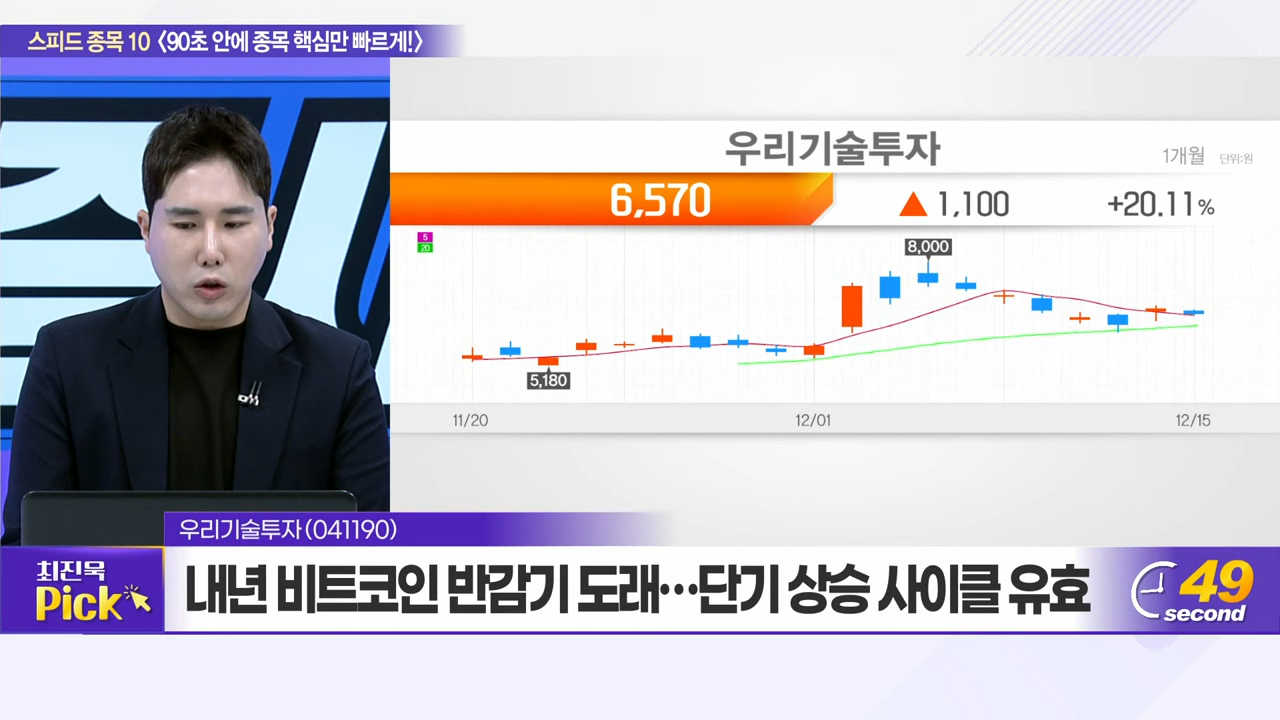 스피드 종목 10 〈90초 안에 종목 핵심만 빠르게!〉
우리기술투자
1개월 단위:원
6,570 ▲ 1,100 +20.11%
5
20
8,000
5,180
11/20 12/01 12/15
우리기술투자(041190)
최진욱
Pick
내년 비트코인 반감기 도래…단기 상승 사이클 유효
49
second